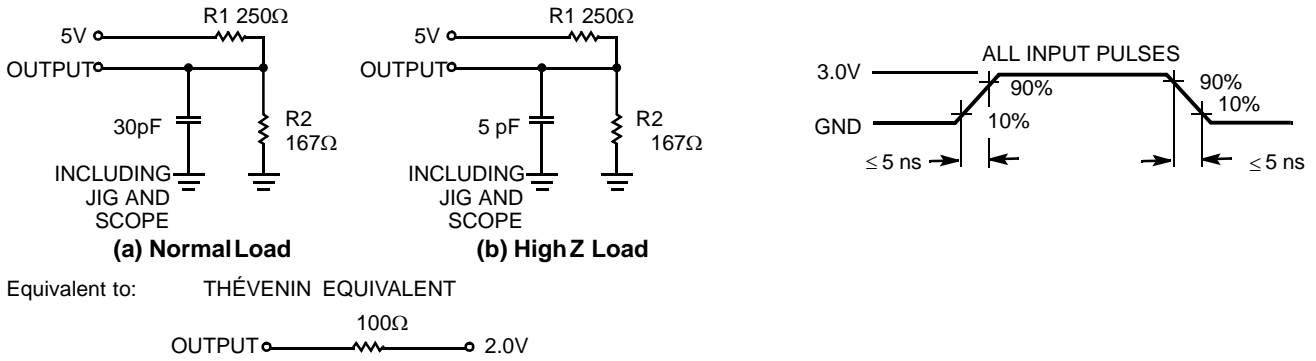 R1 250Ω
5V
OUTPUT
30pF
R2
167Ω
INCLUDING
JIG AND
SCOPE
(a) Normal Load
R1 250Ω
5V
OUTPUT
5 pF
R2
167Ω
INCLUDING
JIG AND
SCOPE
(b) High Z Load
ALL INPUT PULSES
3.0V
90%
90%
10%
10%
GND
≤ 5 ns
≤ 5 ns
Equivalent to: THÉVENIN EQUIVALENT
100Ω
OUTPUT 2.0V